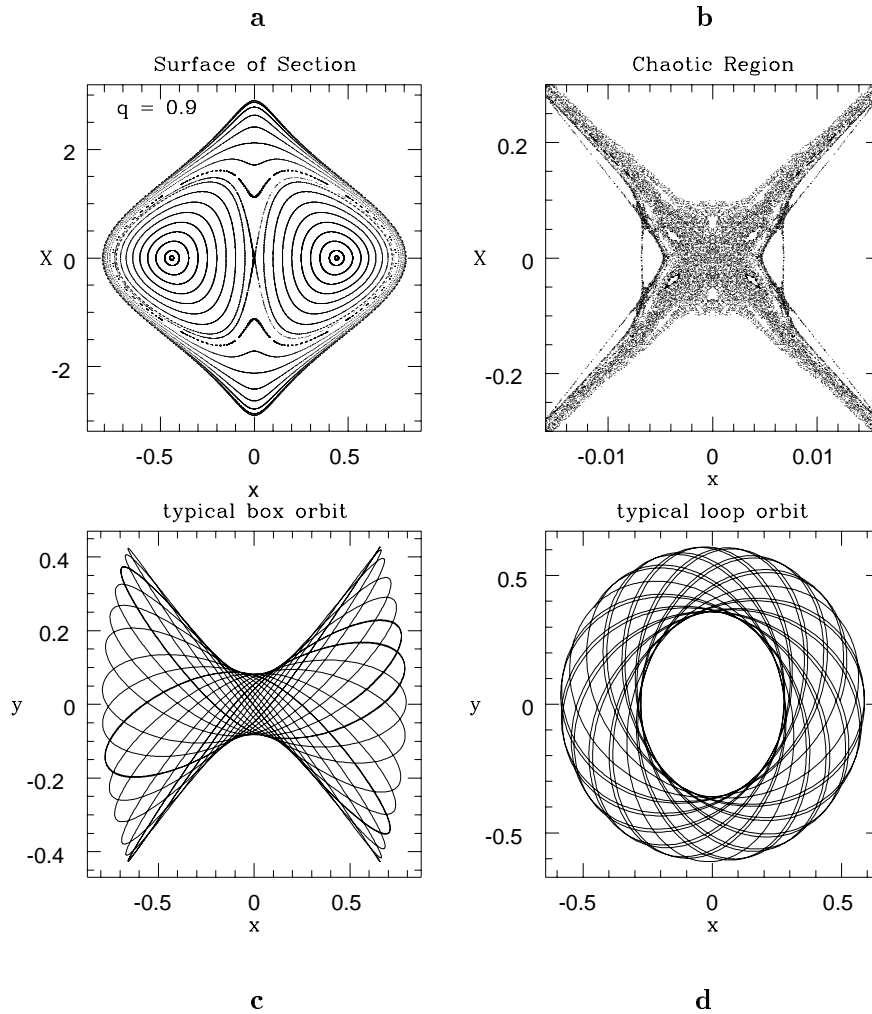 a
b
Surface of Section
Chaotic Region
q = 0.9
2
X 0
-2
-0.5 0 0.5
x
0.2
X 0
-0.2
-0.01 0 0.01
x
typical box orbit
typical loop orbit
0.4
0.2
y 0
-0.2
-0.4
-0.5 0 0.5
x
0.5
y 0
-0.5
-0.5 0 0.5
x
c
d